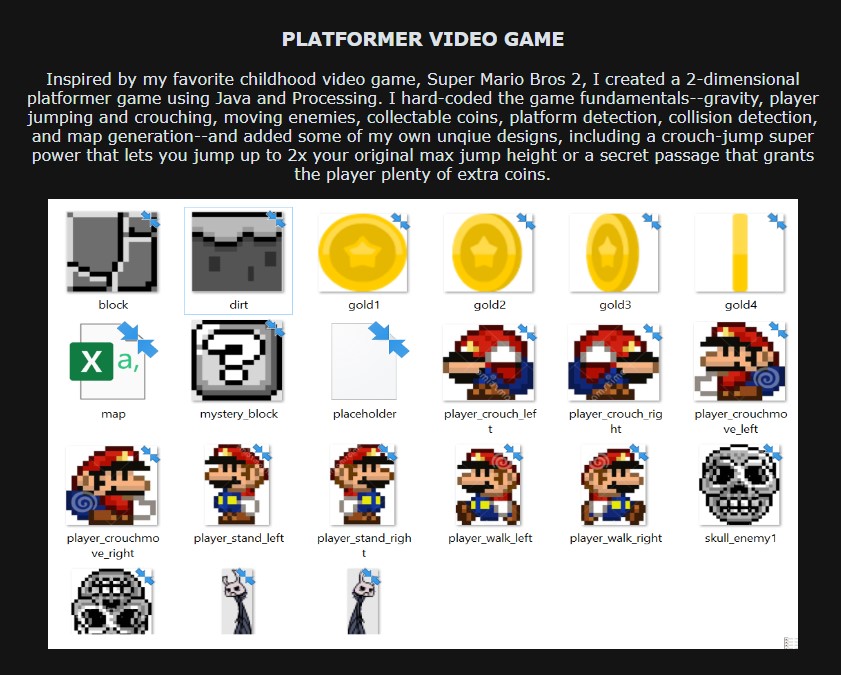 PLATFORMER VIDEO GAME
Inspired by my favorite childhood video game, Super Mario Bros 2, I created a 2-dimensional
platformer game using Java and Processing. I hard-coded the game fundamentals--gravity, player
jumping and crouching, moving enemies, collectable coins, platform detection, collision detection,
and map generation--and added some of my own unqiue designs, including a crouch-jump super
power that lets you jump up to 2x your original max jump height or a secret passage that grants
the player plenty of extra coins.
block dirt gold1 gold2 gold3 gold4
X a,
?
map mystery_block placeholder player_crouch_lef player_crouch_rig player_crouchmo
t ht ve_left
player_crouchmo player_stand_left player_stand_righ player_walk_left player_walk_right skull_enemy1
ve_right t